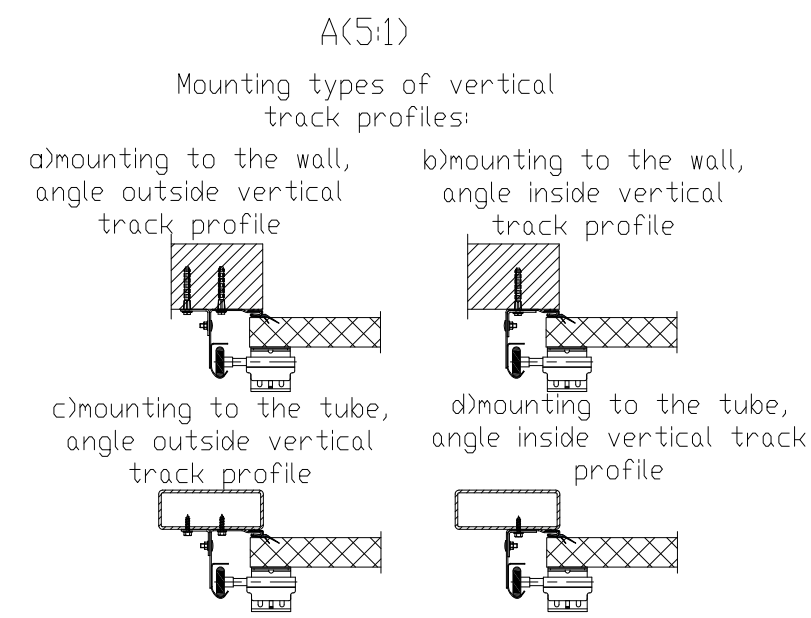 A(5:1)
Mounting types of vertical
track profiles:
a)mounting to the wall,
angle outside vertical
track profile
b)mounting to the wall,
angle inside vertical
track profile
c)mounting to the tube,
angle outside vertical
track profile
d)mounting to the tube,
angle inside vertical track
profile